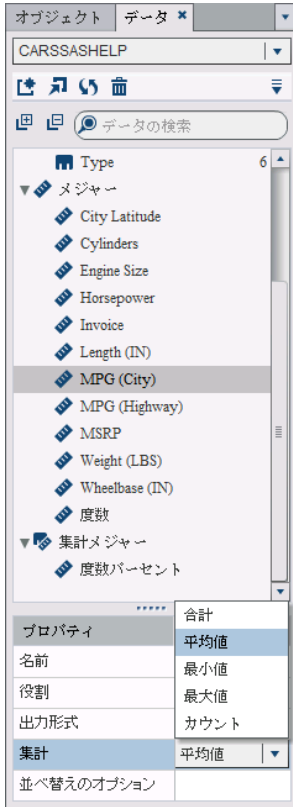 オブジェクト データ
CARSSASHELP
データの検索
Type 6
メジャー
City Latitude
Cylinders
Engine Size
Horsepower
Invoice
Length (IN)
MPG (City)
MPG (Highway)
MSRP
Weight (LBS)
Wheelbase (IN)
度数
集計メジャー
度数パーセント
プロパティ
名前
役割
出力形式
集計 平均値
並べ替えのオプション
合計
平均値
最小値
最大値
カウント